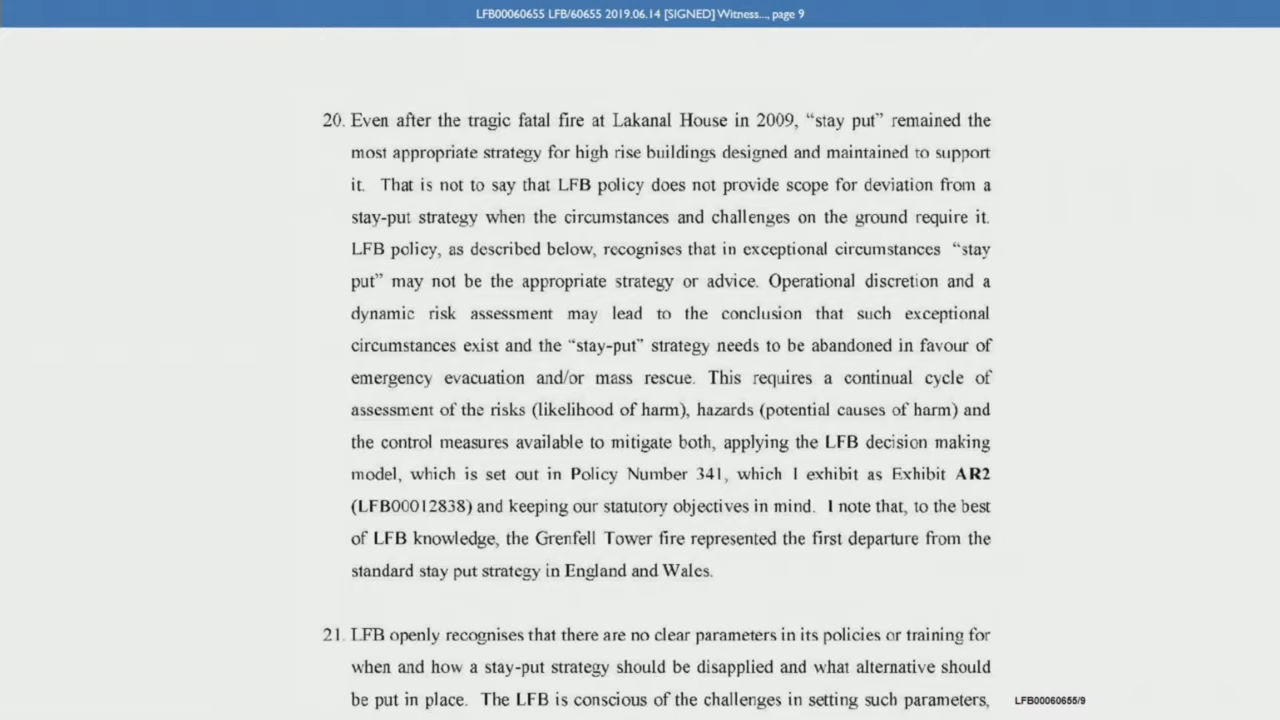 LFB00060655 LFB/60655 2019.06.14 [SIGNED] Witness..., page 9
20. Even after the tragic fatal fire at Lakanal House in 2009, “stay put” remained the
most appropriate strategy for high rise buildings designed and maintained to support
it. That is not to say that LFB policy does not provide scope for deviation from a
stay-put strategy when the circumstances and challenges on the ground require it.
LFB policy, as described below, recognises that in exceptional circumstances “stay
put” may not be the appropriate strategy or advice. Operational discretion and a
dynamic risk assessment may lead to the conclusion that such exceptional
circumstances exist and the “stay-put” strategy needs to be abandoned in favour of
emergency evacuation and/or mass rescue. This requires a continual cycle of
assessment of the risks (likelihood of harm), hazards (potential causes of harm) and
the control measures available to mitigate both, applying the LFB decision making
model, which is set out in Policy Number 341, which I exhibit as Exhibit AR2
(LFB00012838) and keeping our statutory objectives in mind. I note that, to the best
of LFB knowledge, the Grenfell Tower fire represented the first departure from the
standard stay put strategy in England and Wales.
21. LFB openly recognises that there are no clear parameters in its policies or training for
when and how a stay-put strategy should be disapplied and what alternative should
be put in place. The LFB is conscious of the challenges in setting such parameters,
LFB00060655/9